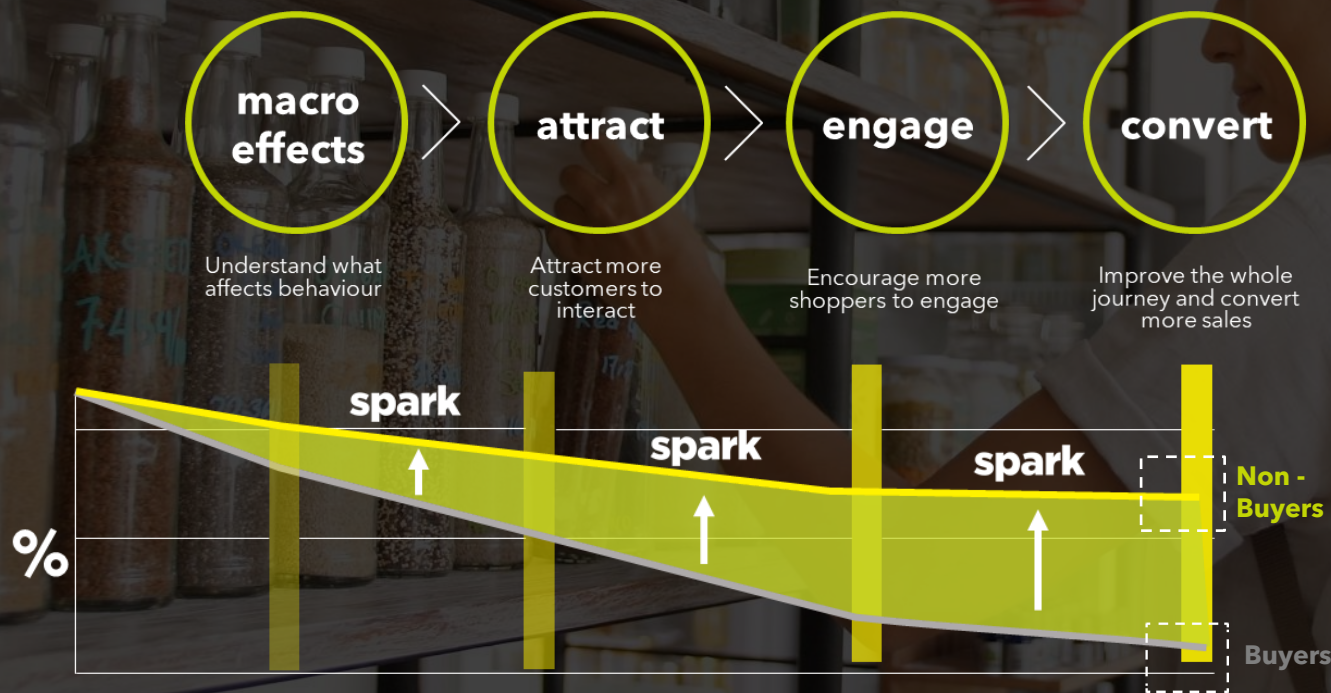 macro
effects
attract
engage
convert
Understand what
affects behaviour
Attract more
customers to
interact
Encourage more
shoppers to engage
Improve the whole
journey and convert
more sales
spark
spark
spark
%
Non -
Buyers
Buyers